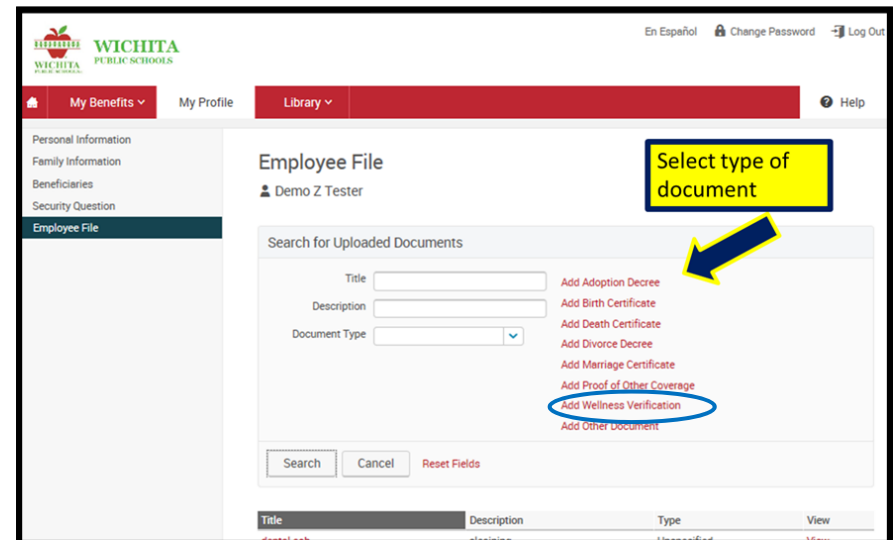 En Español Change Password Log Out
WICHITA
PUBLIC SCHOOLS
WICHITA
PUBLIC SCHOOLS
My Benefits My Profile Library Help
Personal Information
Family Information
Beneficiaries
Security Question
Employee File
Employee File
Demo Z Tester
Select type of
document
Search for Uploaded Documents
Title
Description
Document Type
Add Adoption Decree
Add Birth Certificate
Add Death Certificate
Add Divorce Decree
Add Marriage Certificate
Add Proof of Other Coverage
Add Wellness Verification
Add Other Document
Search Cancel Reset Fields
Title Description Type View